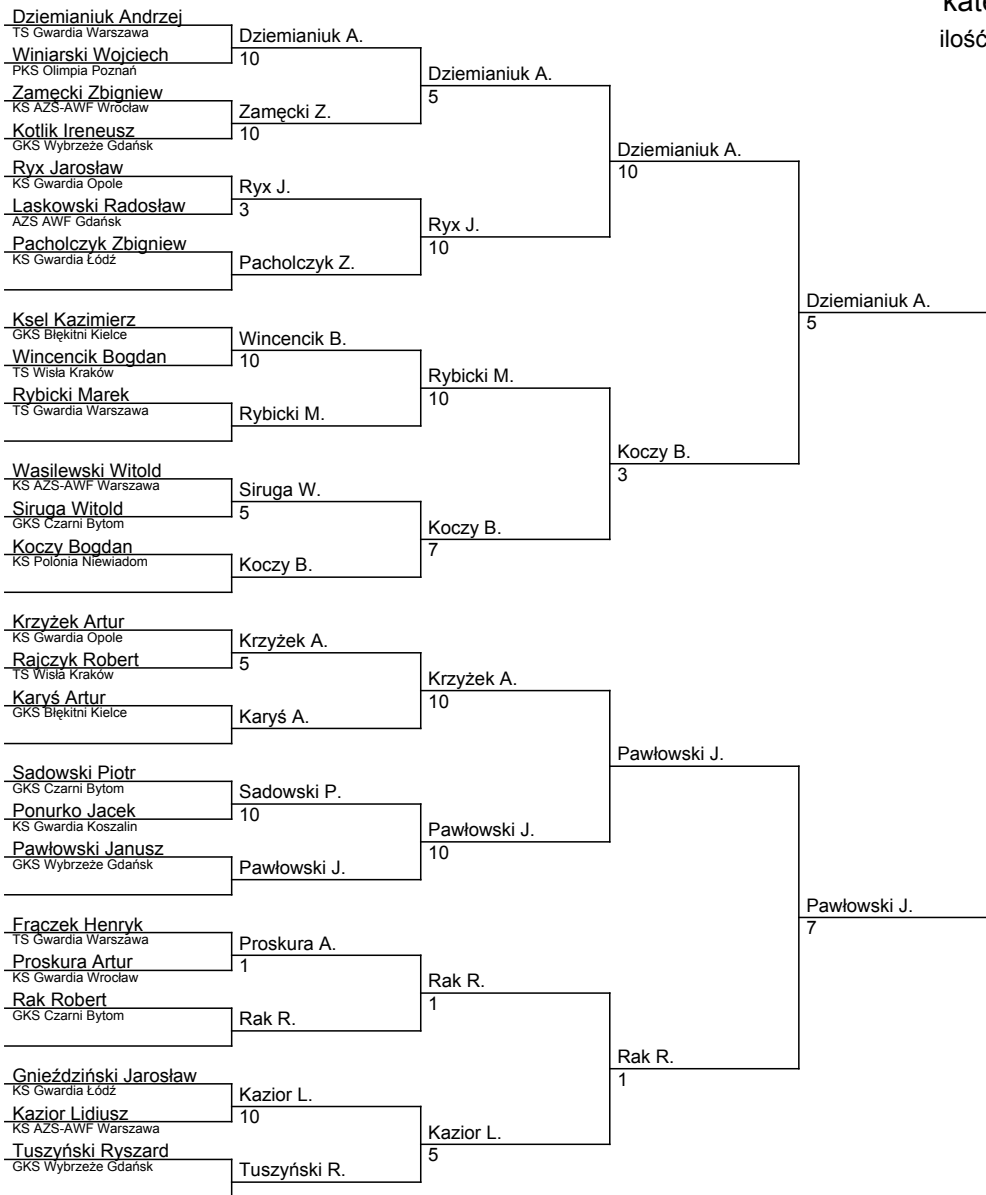 Dziemianiuk Andrzej
TS Gwardia Warszawa
Winiarski Wojciech
PKS Olimpia Poznań
Zamęcki Zbigniew
KS AZS-AWF Wrocław
Kotlik Ireneusz
GKS Wybrzeże Gdańsk
Ryx Jarosław
KS Gwardia Opole
Laskowski Radosław
AZS AWF Gdańsk
Pacholczyk Zbigniew
KS Gwardia Łódź
Ksel Kazimierz
GKS Błękitni Kielce
Wincencik Bogdan
TS Wisła Kraków
Rybicki Marek
TS Gwardia Warszawa
Wasilewski Witold
KS AZS-AWF Warszawa
Siruga Witold
GKS Czarni Bytom
Koczy Bogdan
KS Polonia Niewiadom
Krzyżek Artur
KS Gwardia Opole
Rajczyk Robert
TS Wisła Kraków
Karyś Artur
GKS Błękitni Kielce
Sadowski Piotr
GKS Czarni Bytom
Ponurko Jacek
KS Gwardia Koszalin
Pawłowski Janusz
GKS Wybrzeże Gdańsk
Frączek Henryk
TS Gwardia Warszawa
Proskura Artur
KS Gwardia Wrocław
Rak Robert
GKS Czarni Bytom
Gnieździński Jarosław
KS Gwardia Łódź
Kazior Lidiusz
KS AZS-AWF Warszawa
Tuszyński Ryszard
GKS Wybrzeże Gdańsk
Dziemianiuk A.
10
Zamęcki Z.
10
Ryx J.
3
Pacholczyk Z.
Wincencik B.
10
Rybicki M.
Siruga W.
5
Koczy B.
Krzyżek A.
5
Karyś A.
Sadowski P.
10
Pawłowski J.
Proskura A.
1
Rak R.
Kazior L.
10
Tuszyński R.
Dziemianiuk A.
5
Ryx J.
10
Rybicki M.
10
Koczy B.
7
Krzyżek A.
10
Pawłowski J.
10
Rak R.
1
Kazior L.
5
Dziemianiuk A.
10
Koczy B.
3
Pawłowski J.
Rak R.
1
Dziemianiuk A.
5
Pawłowski J.
7
ilość